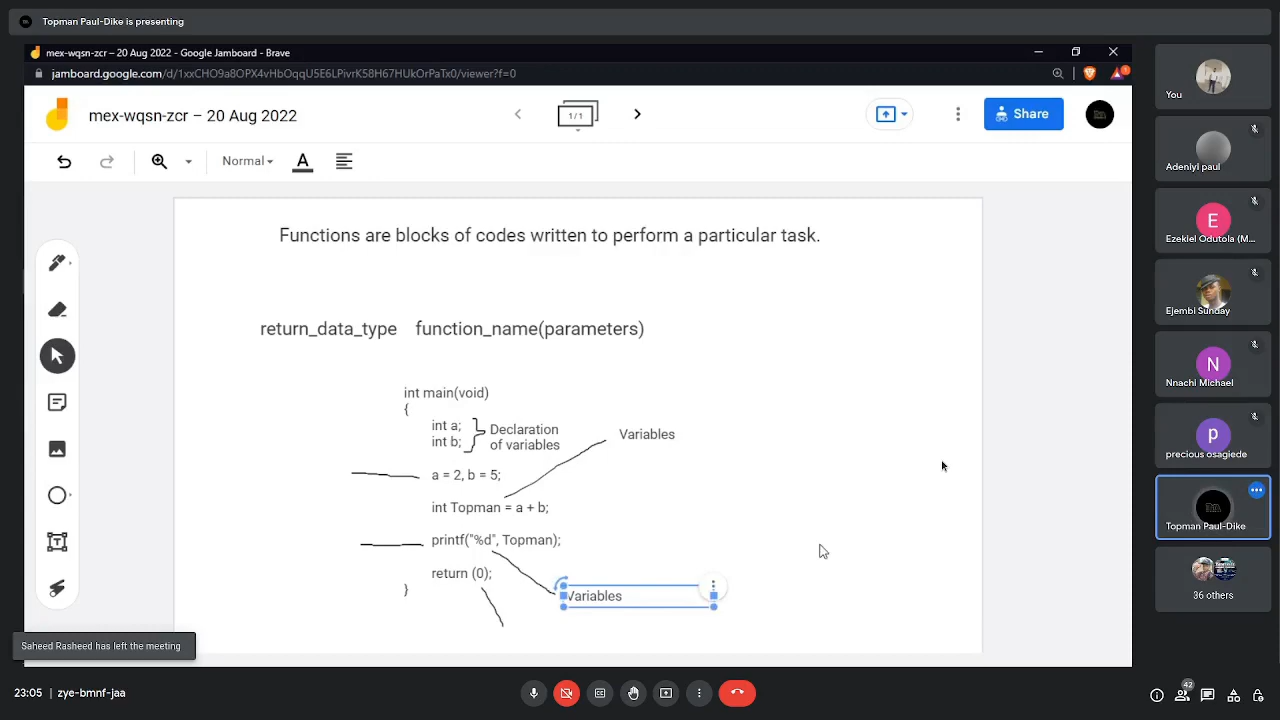 Topman Paul-Dike is presenting
mex-wqsn-zcr – 20 Aug 2022 - Google Jamboard - Brave
jamboard.google.com/d/1xxCHO9a8OPX4vHbOqqU5E6LPivrK58H67HUkOrPaTx0/viewer?f=0
mex-wqsn-zcr – 20 Aug 2022
1/1
Share
Normal
A
Functions are blocks of codes written to perform a particular task.
return_data_type function_name(parameters)
int main(void)
{
int a;
int b;
Declaration
of variables
Variables
a = 2, b = 5;
int Topman = a + b;
printf("%d", Topman);
return (0);
}
Variables
Saheed Rasheed has left the meeting
You
Adeniyi paul
E
Emem Sunday (M...
Ejembi Sunday
N
Nnachi Michael
p
precious osagiede
Topman Paul-Dike
36 others
23:05 | zye-bmnf-jaa
42